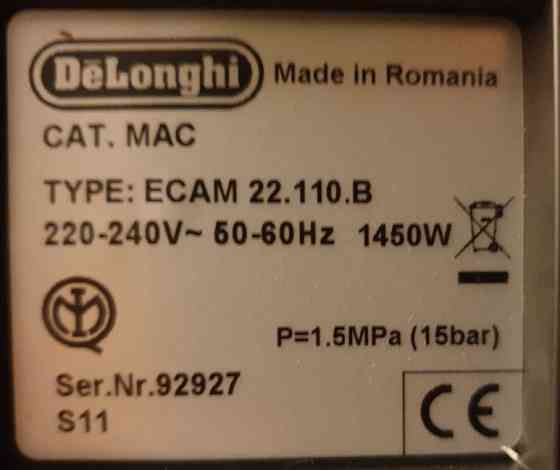 DeLonghi Made in Romania
CAT. MAC
TYPE: ECAM 22.110.B
220-240V~ 50-60Hz 1450W
P=1.5MPa (15bar)
Ser.Nr.92927
S11
CE